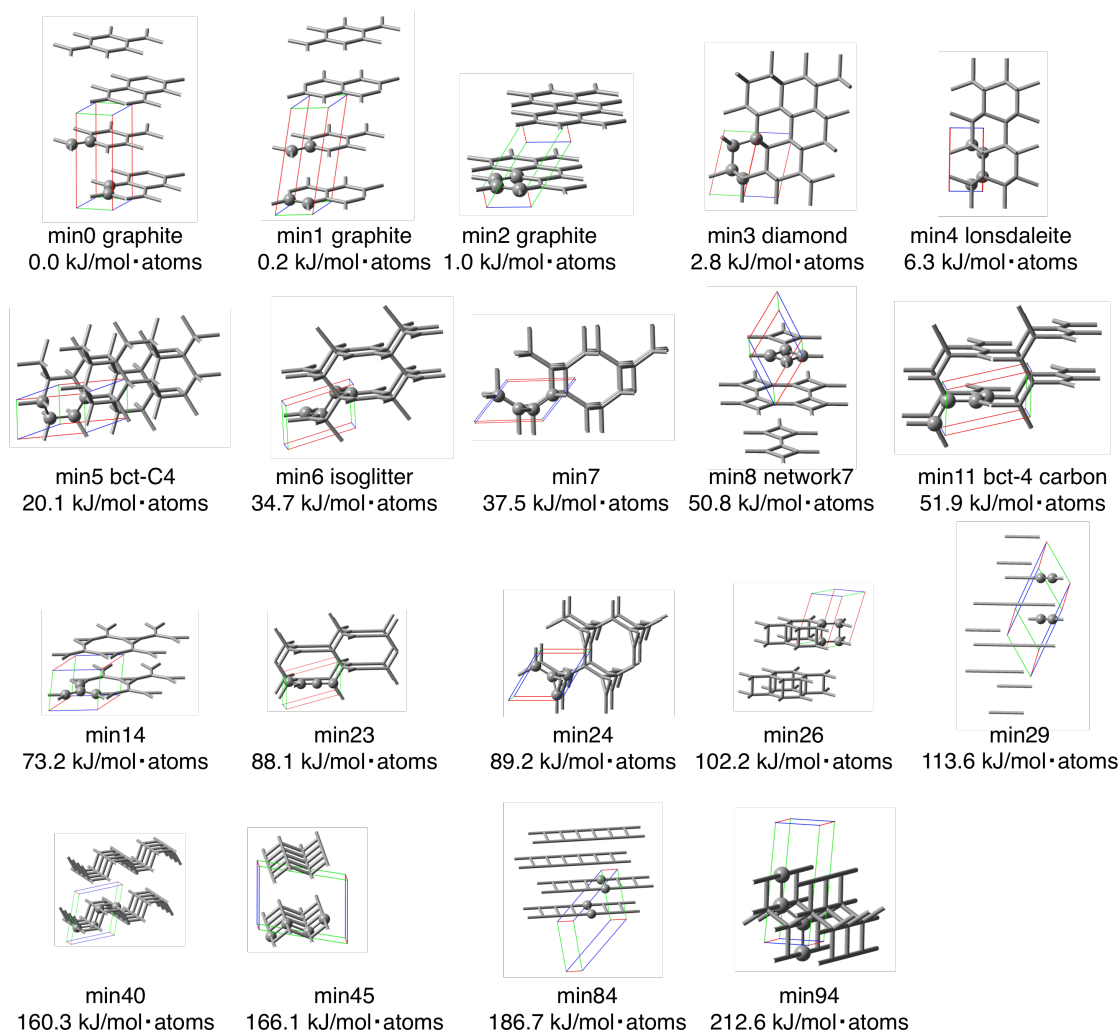 min0 graphite
0.0 kJ/mol·atoms
min1 graphite
0.2 kJ/mol·atoms
min2 graphite
1.0 kJ/mol·atoms
min3 diamond
2.8 kJ/mol·atoms
min4 lonsdaleite
6.3 kJ/mol·atoms
min5 bct-C4
20.1 kJ/mol·atoms
min6 isoglitter
34.7 kJ/mol·atoms
min7
37.5 kJ/mol·atoms
min8 network7
50.8 kJ/mol·atoms
min11 bct-4 carbon
51.9 kJ/mol·atoms
min14
73.2 kJ/mol·atoms
min23
88.1 kJ/mol·atoms
min24
89.2 kJ/mol·atoms
min26
102.2 kJ/mol·atoms
min29
113.6 kJ/mol·atoms
min40
160.3 kJ/mol·atoms
min45
166.1 kJ/mol·atoms
min84
186.7 kJ/mol·atoms
min94
212.6 kJ/mol·atoms